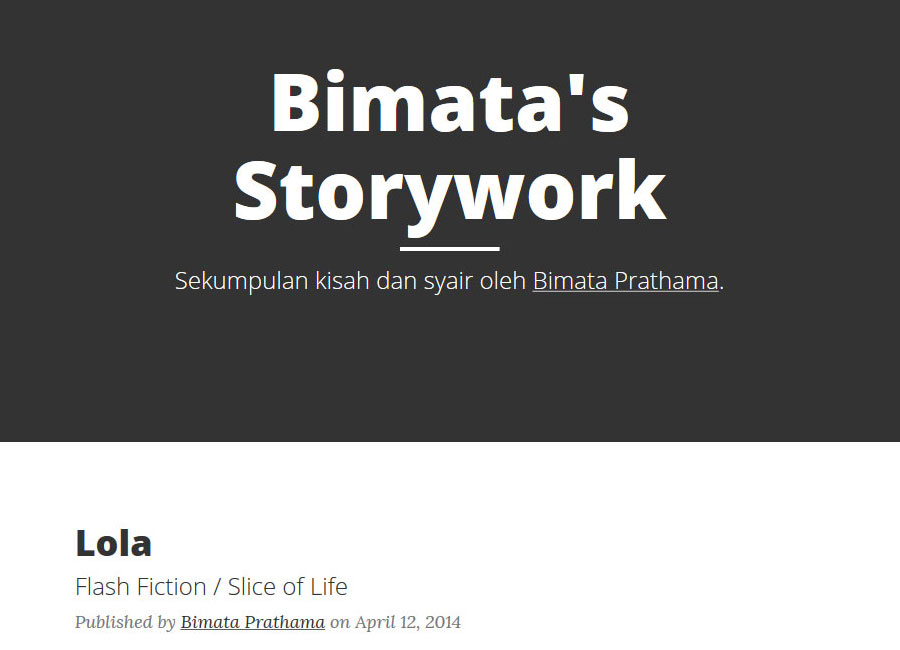 Bimata's
Storywork
Sekumpulan kisah dan syair oleh Bimata Prathama.
Lola
Flash Fiction / Slice of Life
Published by Bimata Prathama on April 12, 2014